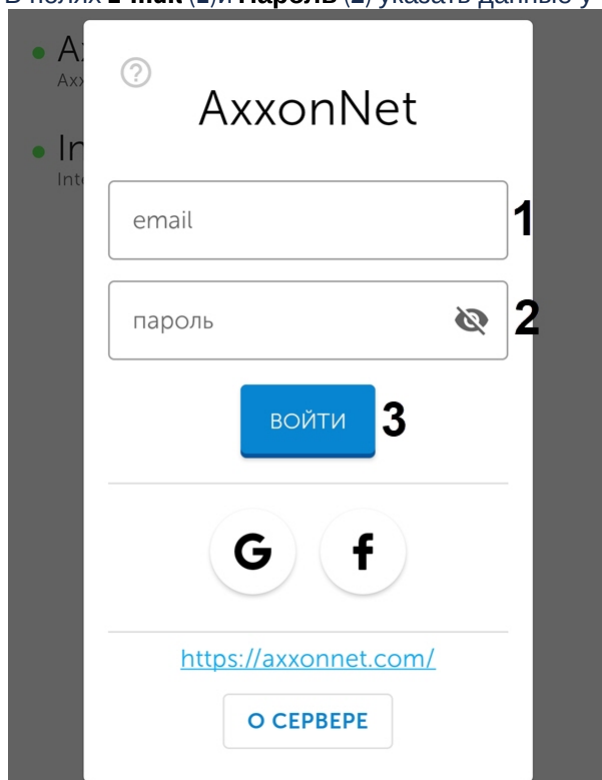 В полях E-mail (1) и Пароль (2) указать данные у
AxxonNet
email
1
пароль
2
ВОЙТИ
3
G f
https://axxonnet.com/
О СЕРВЕРЕ